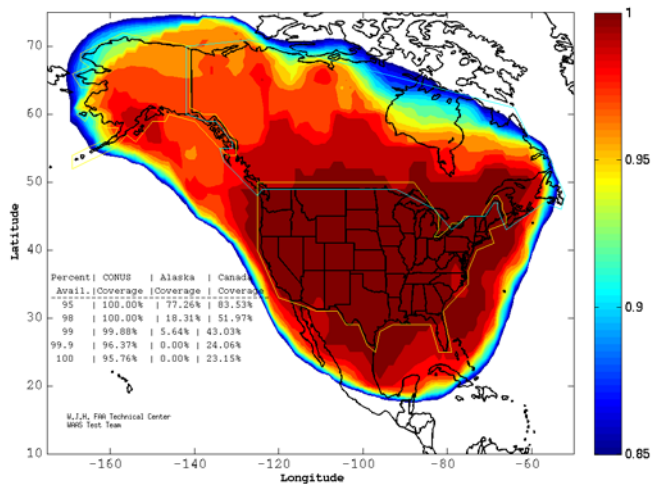 75
70
60
50
40
30
20
10
Latitude
Percent| CONUS | Alaska | Canada
Avail.|Coverage |Coverage | Coverage
95 | 100.00% | 77.26% | 83.53%
98 | 100.00% | 18.31% | 51.97%
99 | 99.88% | 5.64% | 43.03%
99.9 | 96.37% | 0.00% | 24.06%
100 | 95.76% | 0.00% | 23.15%
W.J.H. FAA Technical Center
WAAS Test Team
-160 -140 -120 -100 -80 -60
Longitude
1
0.95
0.9
0.85